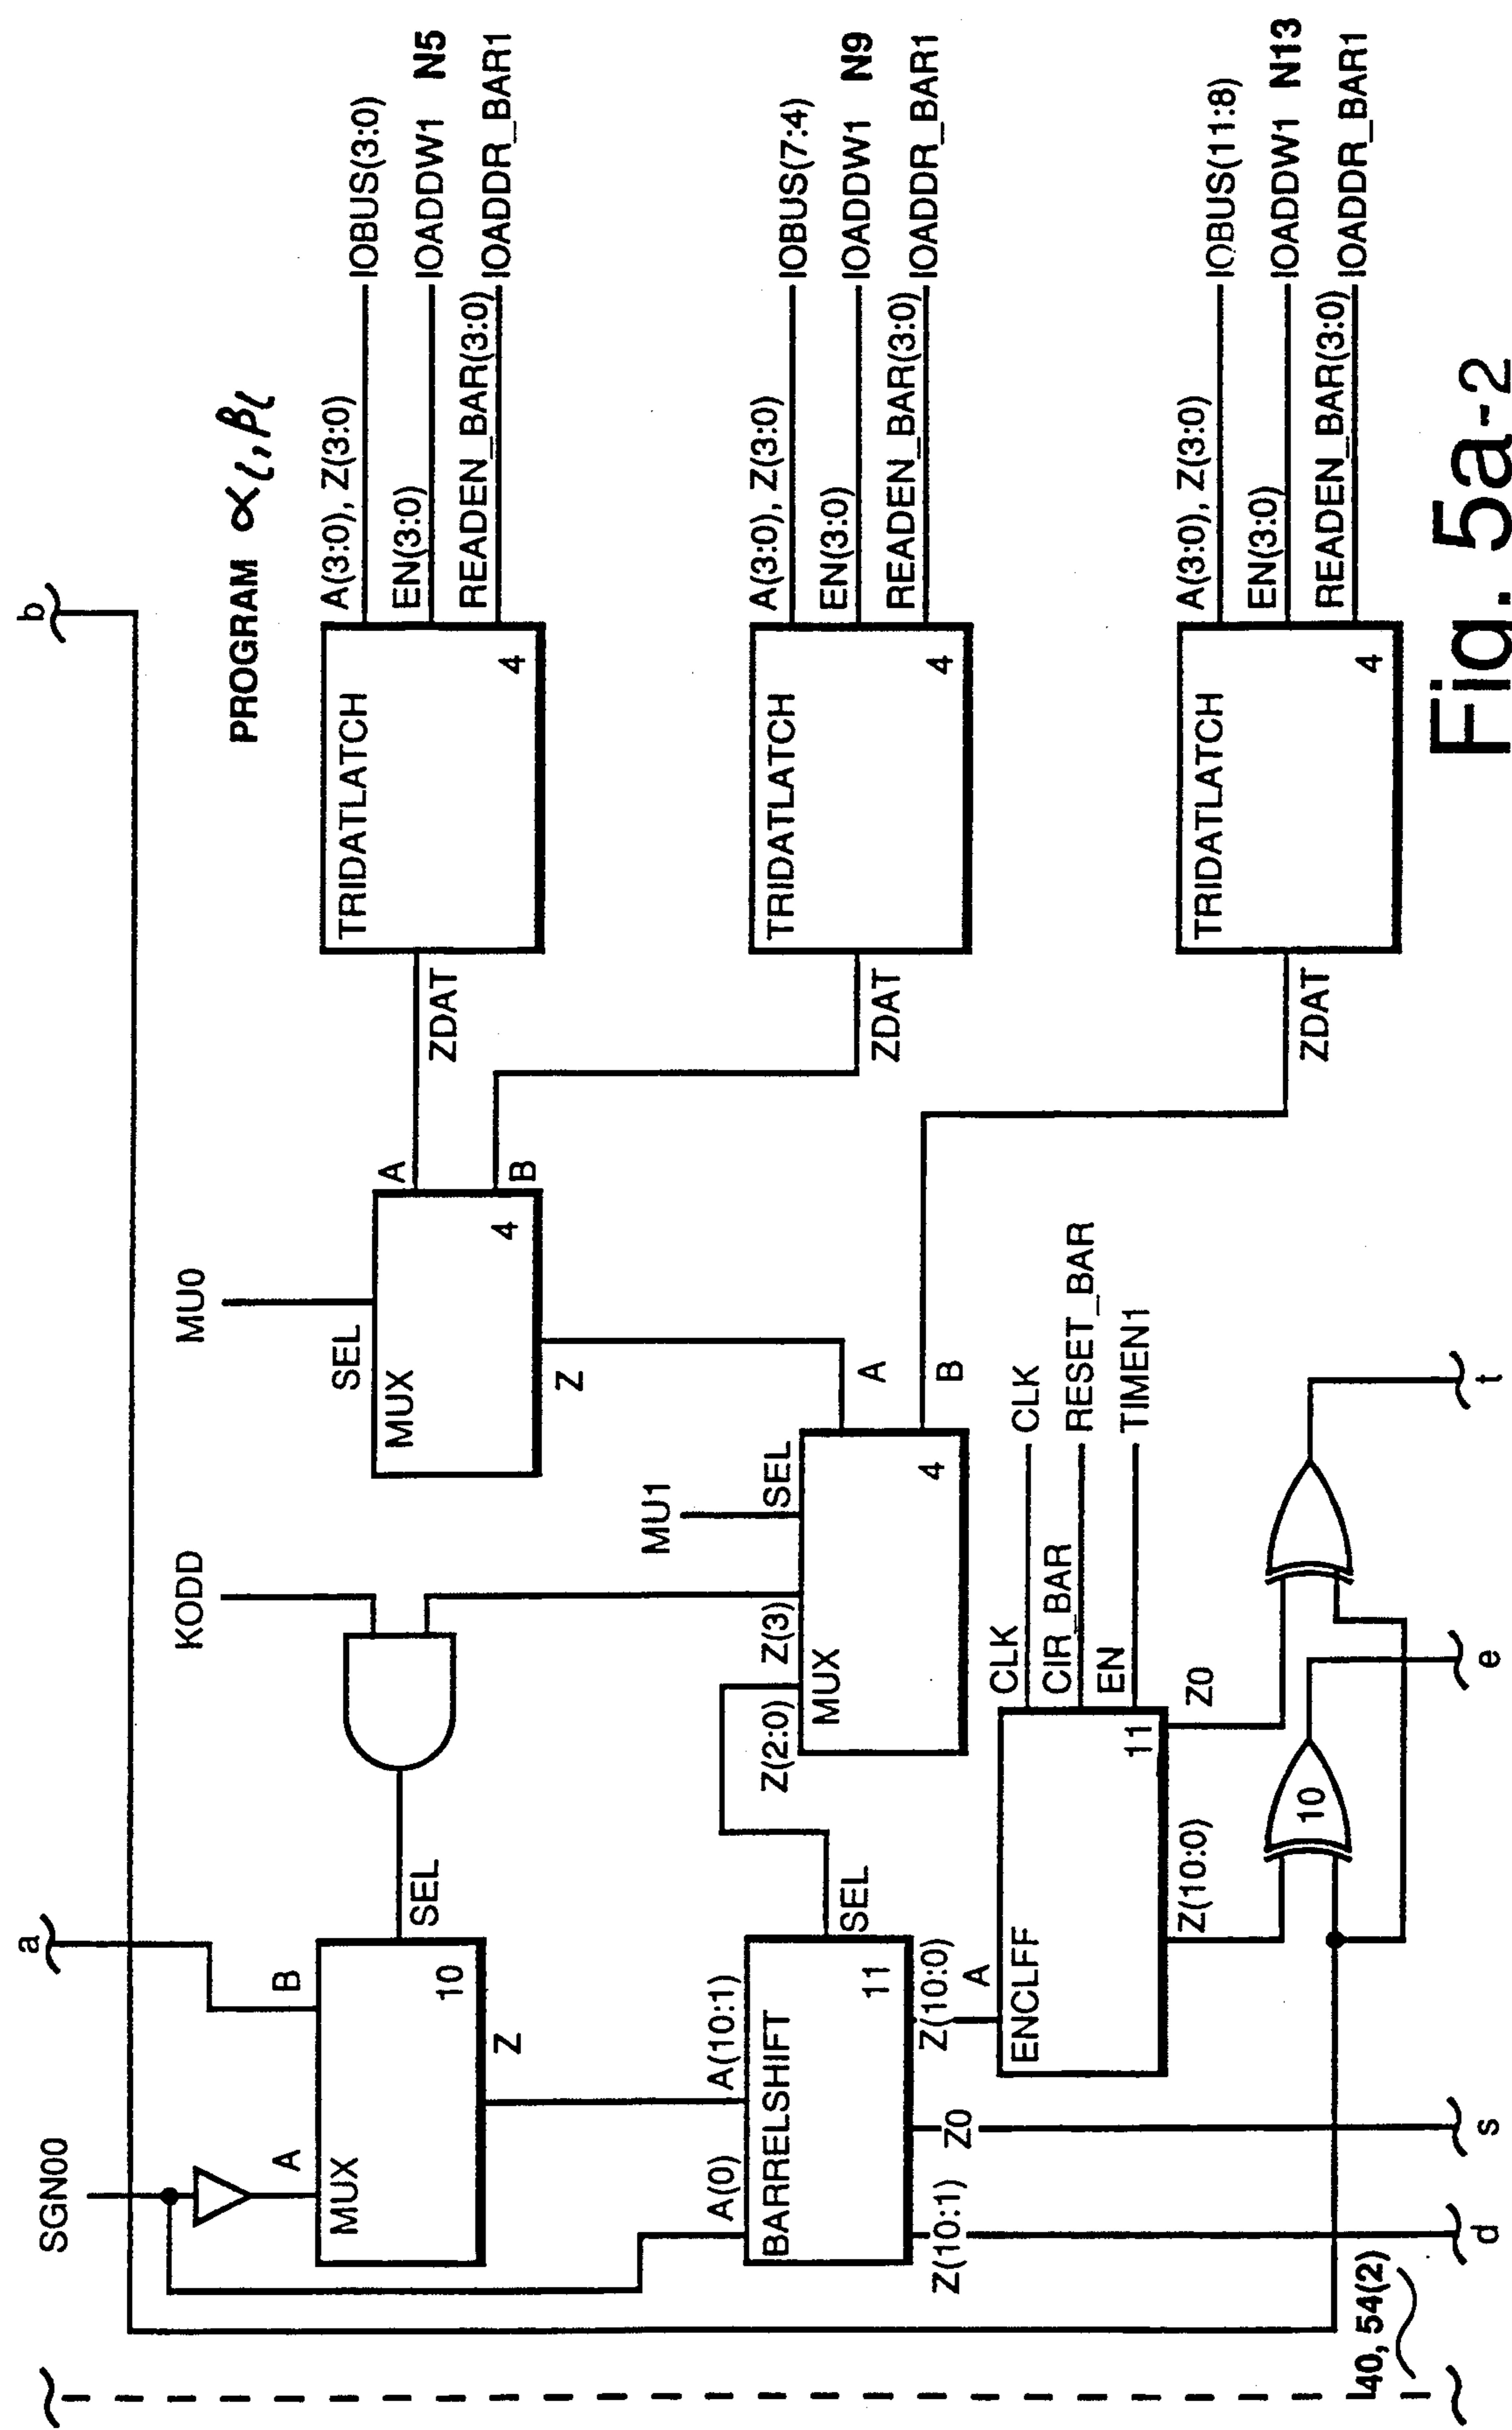 a
b
SGN00
KODD
MU0
PROGRAM αι, βι
A
B
SEL
MUX
10
Z
SEL
MUX
4
Z
A
B
ZDAT
TRIDATLATCH
4
A(3:0), Z(3:0)
IOBUS(3:0)
EN(3:0)
IOADDW1 N5
READEN_BAR(3:0)
IOADDR_BAR1
A(0)
A(10:1)
BARRELSHIFT
11
SEL
Z(10:1)
Z0
Z(10:0)
MU1
SEL
Z(2:0)
Z(3)
MUX
4
A
B
ZDAT
TRIDATLATCH
4
A(3:0), Z(3:0)
IOBUS(7:4)
EN(3:0)
IOADDW1 N9
READEN_BAR(3:0)
IOADDR_BAR1
A
ENCLFF
11
CLK
CLK
CIR_BAR
RESET_BAR
EN
TIMEN1
Z(10:0)
Z0
10
ZDAT
TRIDATLATCH
4
A(3:0), Z(3:0)
IOBUS(11:8)
EN(3:0)
IOADDW1 N13
READEN_BAR(3:0)
IOADDR_BAR1
40, 54(2)
d
s
e
t
Fig. 5a-2